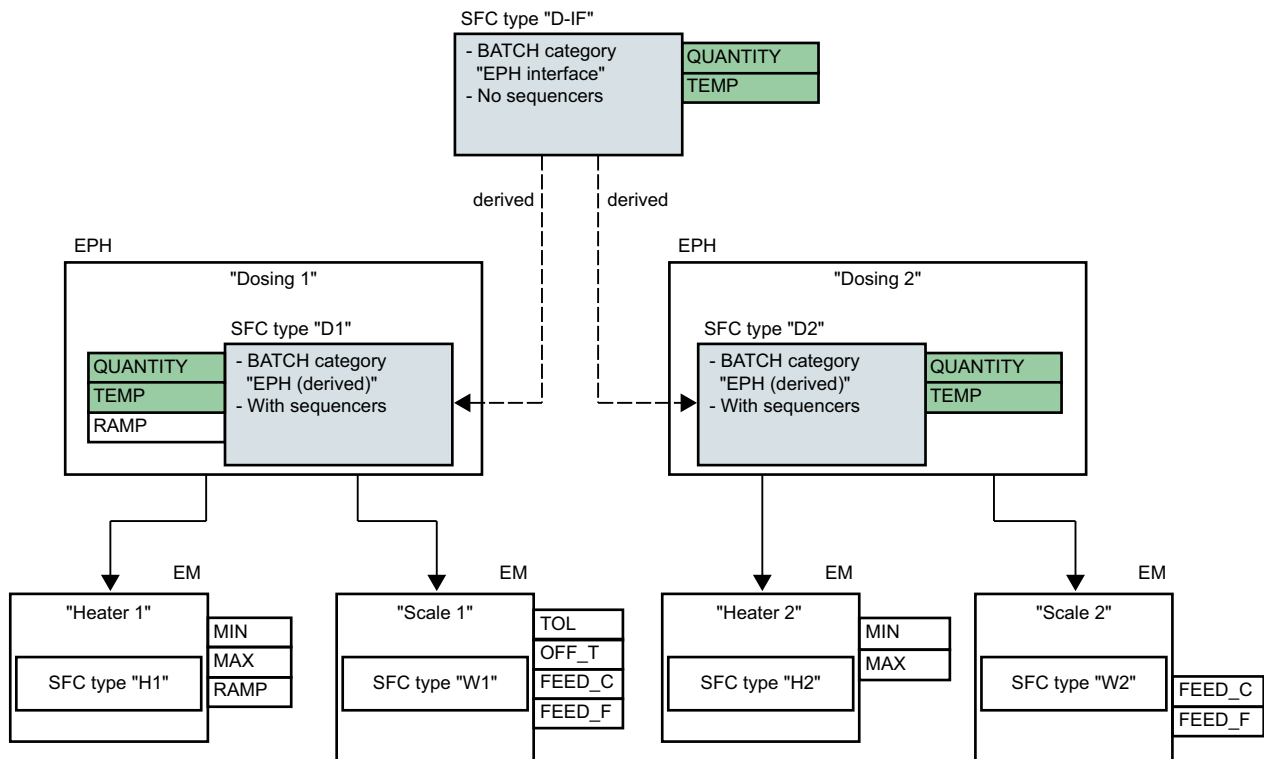 SFC type "D-IF"
- BATCH category
"EPH interface"
- No sequencers
QUANTITY
TEMP
derived
derived
EPH
"Dosing 1"
SFC type "D1"
QUANTITY
TEMP
RAMP
- BATCH category
"EPH (derived)"
- With sequencers
EPH
"Dosing 2"
SFC type "D2"
- BATCH category
"EPH (derived)"
- With sequencers
QUANTITY
TEMP
EM
"Heater 1"
SFC type "H1"
MIN
MAX
RAMP
EM
"Scale 1"
SFC type "W1"
TOL
OFF_T
FEED_C
FEED_F
EM
"Heater 2"
SFC type "H2"
MIN
MAX
EM
"Scale 2"
SFC type "W2"
FEED_C
FEED_F